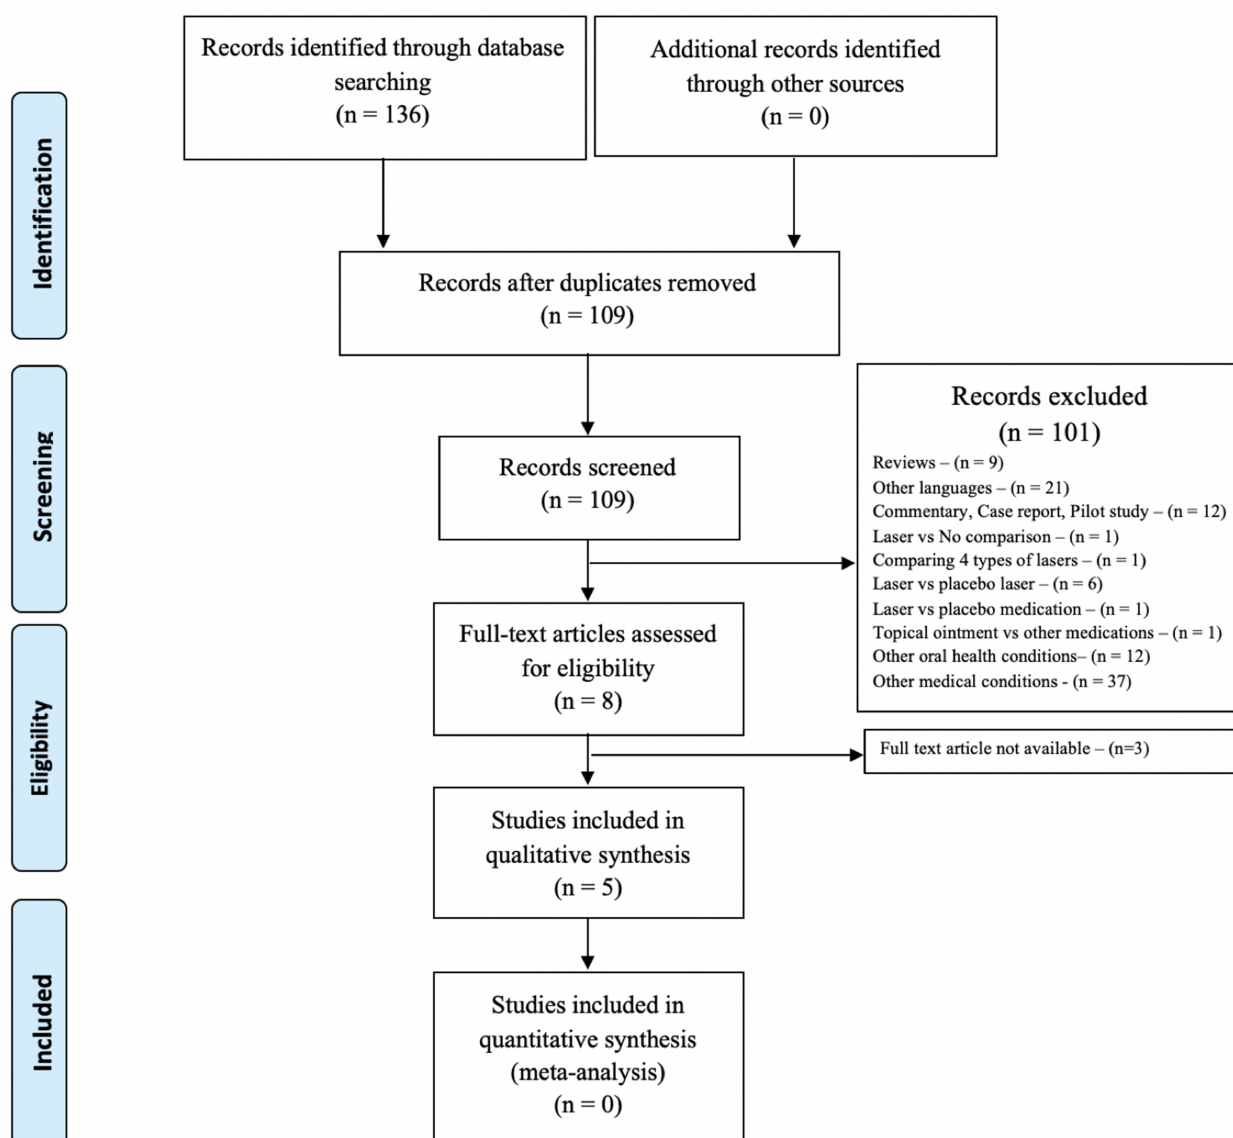 Records identified through database
searching
(n = 136)
Additional records identified
through other sources
(n = 0)
Identification
Records after duplicates removed
(n = 109)
Screening
Records screened
(n = 109)
Records excluded
(n = 101)
Reviews – (n = 9)
Other languages – (n = 21)
Commentary, Case report, Pilot study – (n = 12)
Laser vs No comparison – (n = 1)
Comparing 4 types of lasers – (n = 1)
Laser vs placebo laser – (n = 6)
Laser vs placebo medication – (n = 1)
Topical ointment vs other medications – (n = 1)
Other oral health conditions– (n = 12)
Other medical conditions - (n = 37)
Eligibility
Full-text articles assessed
for eligibility
(n = 8)
Full text article not available – (n=3)
Studies included in
qualitative synthesis
(n = 5)
Included
Studies included in
quantitative synthesis
(meta-analysis)
(n = 0)